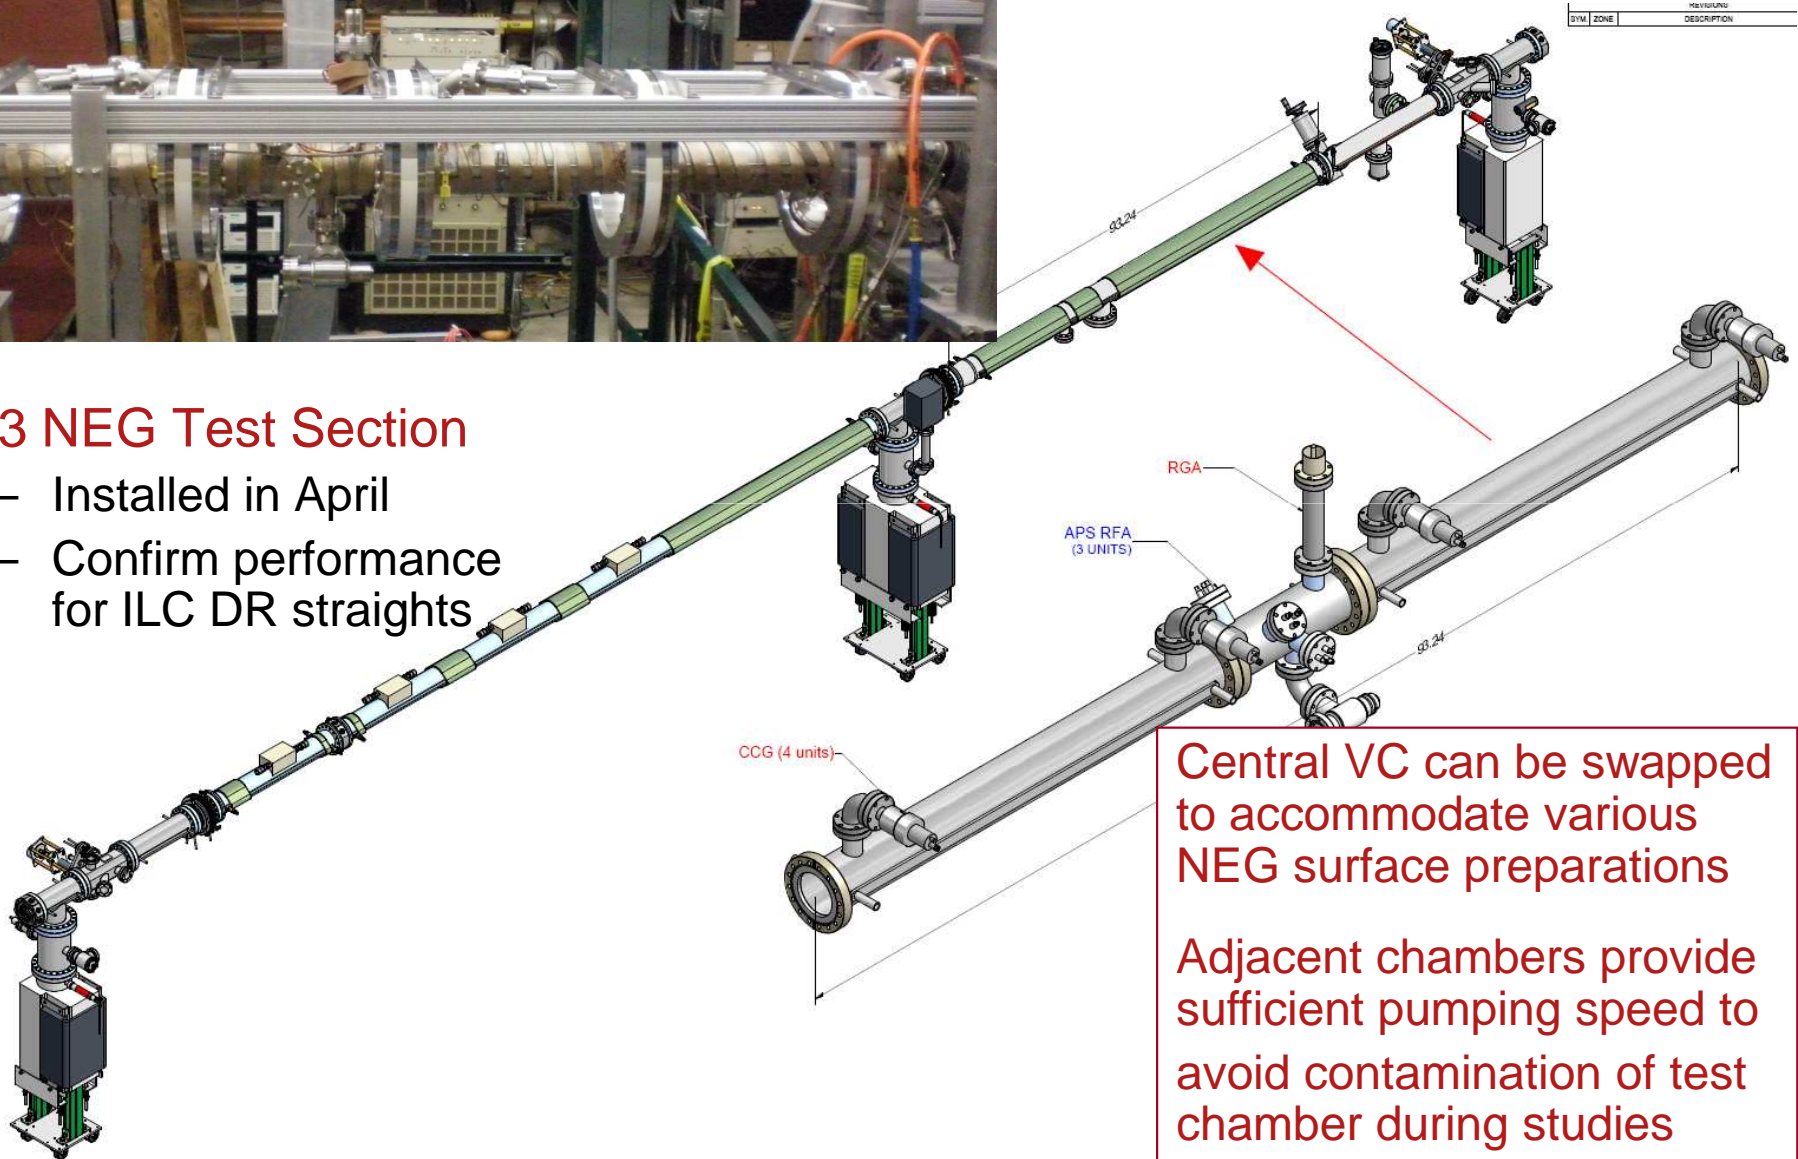 REVISIONS
SYM. ZONE DESCRIPTION
93.24
3 NEG Test Section
– Installed in April
– Confirm performance
for ILC DR straights
RGA
APS RFA
(3 UNITS)
93.24
CCG (4 units)
Central VC can be swapped
to accommodate various
NEG surface preparations
Adjacent chambers provide
sufficient pumping speed to
avoid contamination of test
chamber during studies